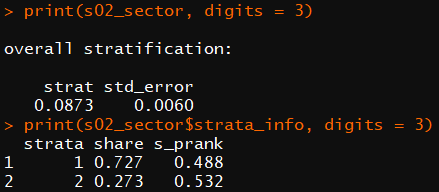 > print(s02_sector, digits = 3)
overall stratification:
strat std_error
0.0873 0.0060
> print(s02_sector$strata_info, digits = 3)
strata share s_prank
1 1 0.727 0.488
2 2 0.273 0.532